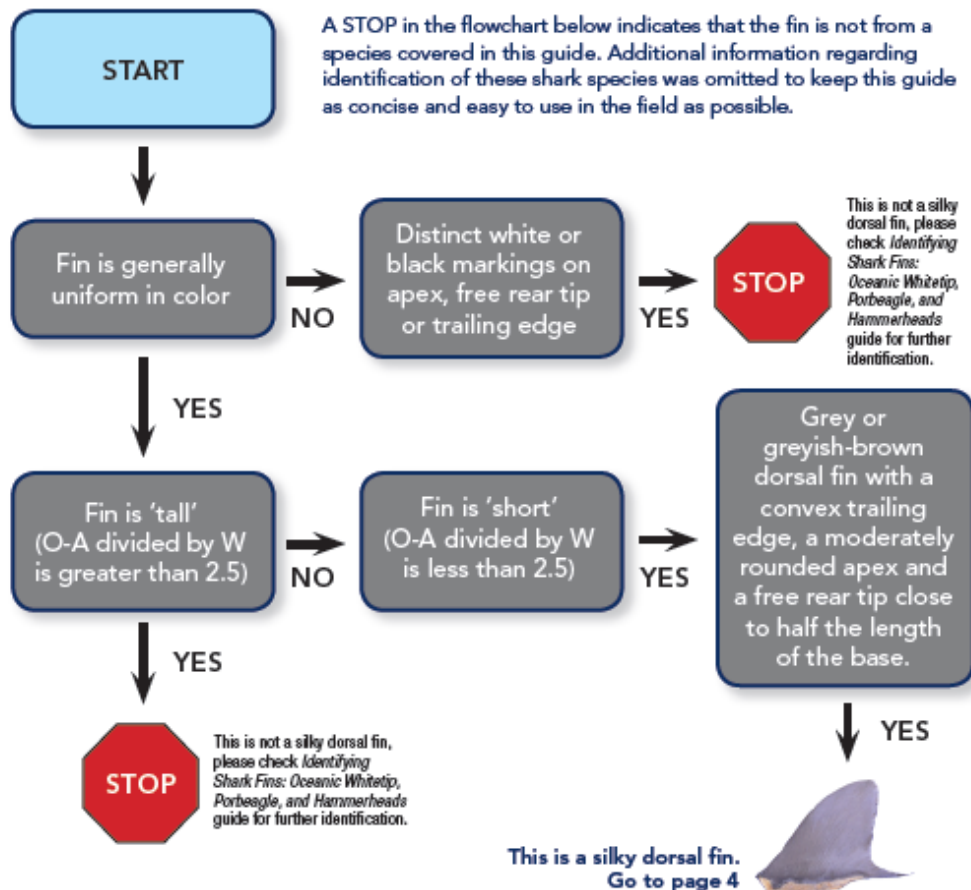 START
A STOP in the flowchart below indicates that the fin is not from a
species covered in this guide. Additional information regarding
identification of these shark species was omitted to keep this guide
as concise and easy to use in the field as possible.
Fin is generally
uniform in color
NO
Distinct white or
black markings on
apex, free rear tip
or trailing edge
YES
STOP
This is not a silky
dorsal fin, please
check Identifying
Shark Fins:
Oceanic Whitetip,
Porbeagle, and
Hammerheads
guide for further
identification.
YES
Fin is ‘tall’
(O-A divided by W
is greater than 2.5)
NO
Fin is ‘short’
(O-A divided by W
is less than 2.5)
YES
Grey or
greyish-brown
dorsal fin with a
convex trailing
edge, a moderately
rounded apex and
a free rear tip close
to half the length
of the base.
YES
STOP
This is not a silky dorsal fin,
please check Identifying
Shark Fins: Oceanic Whitetip,
Porbeagle, and Hammerheads
guide for further identification.
YES
This is a silky dorsal fin.
Go to page 4